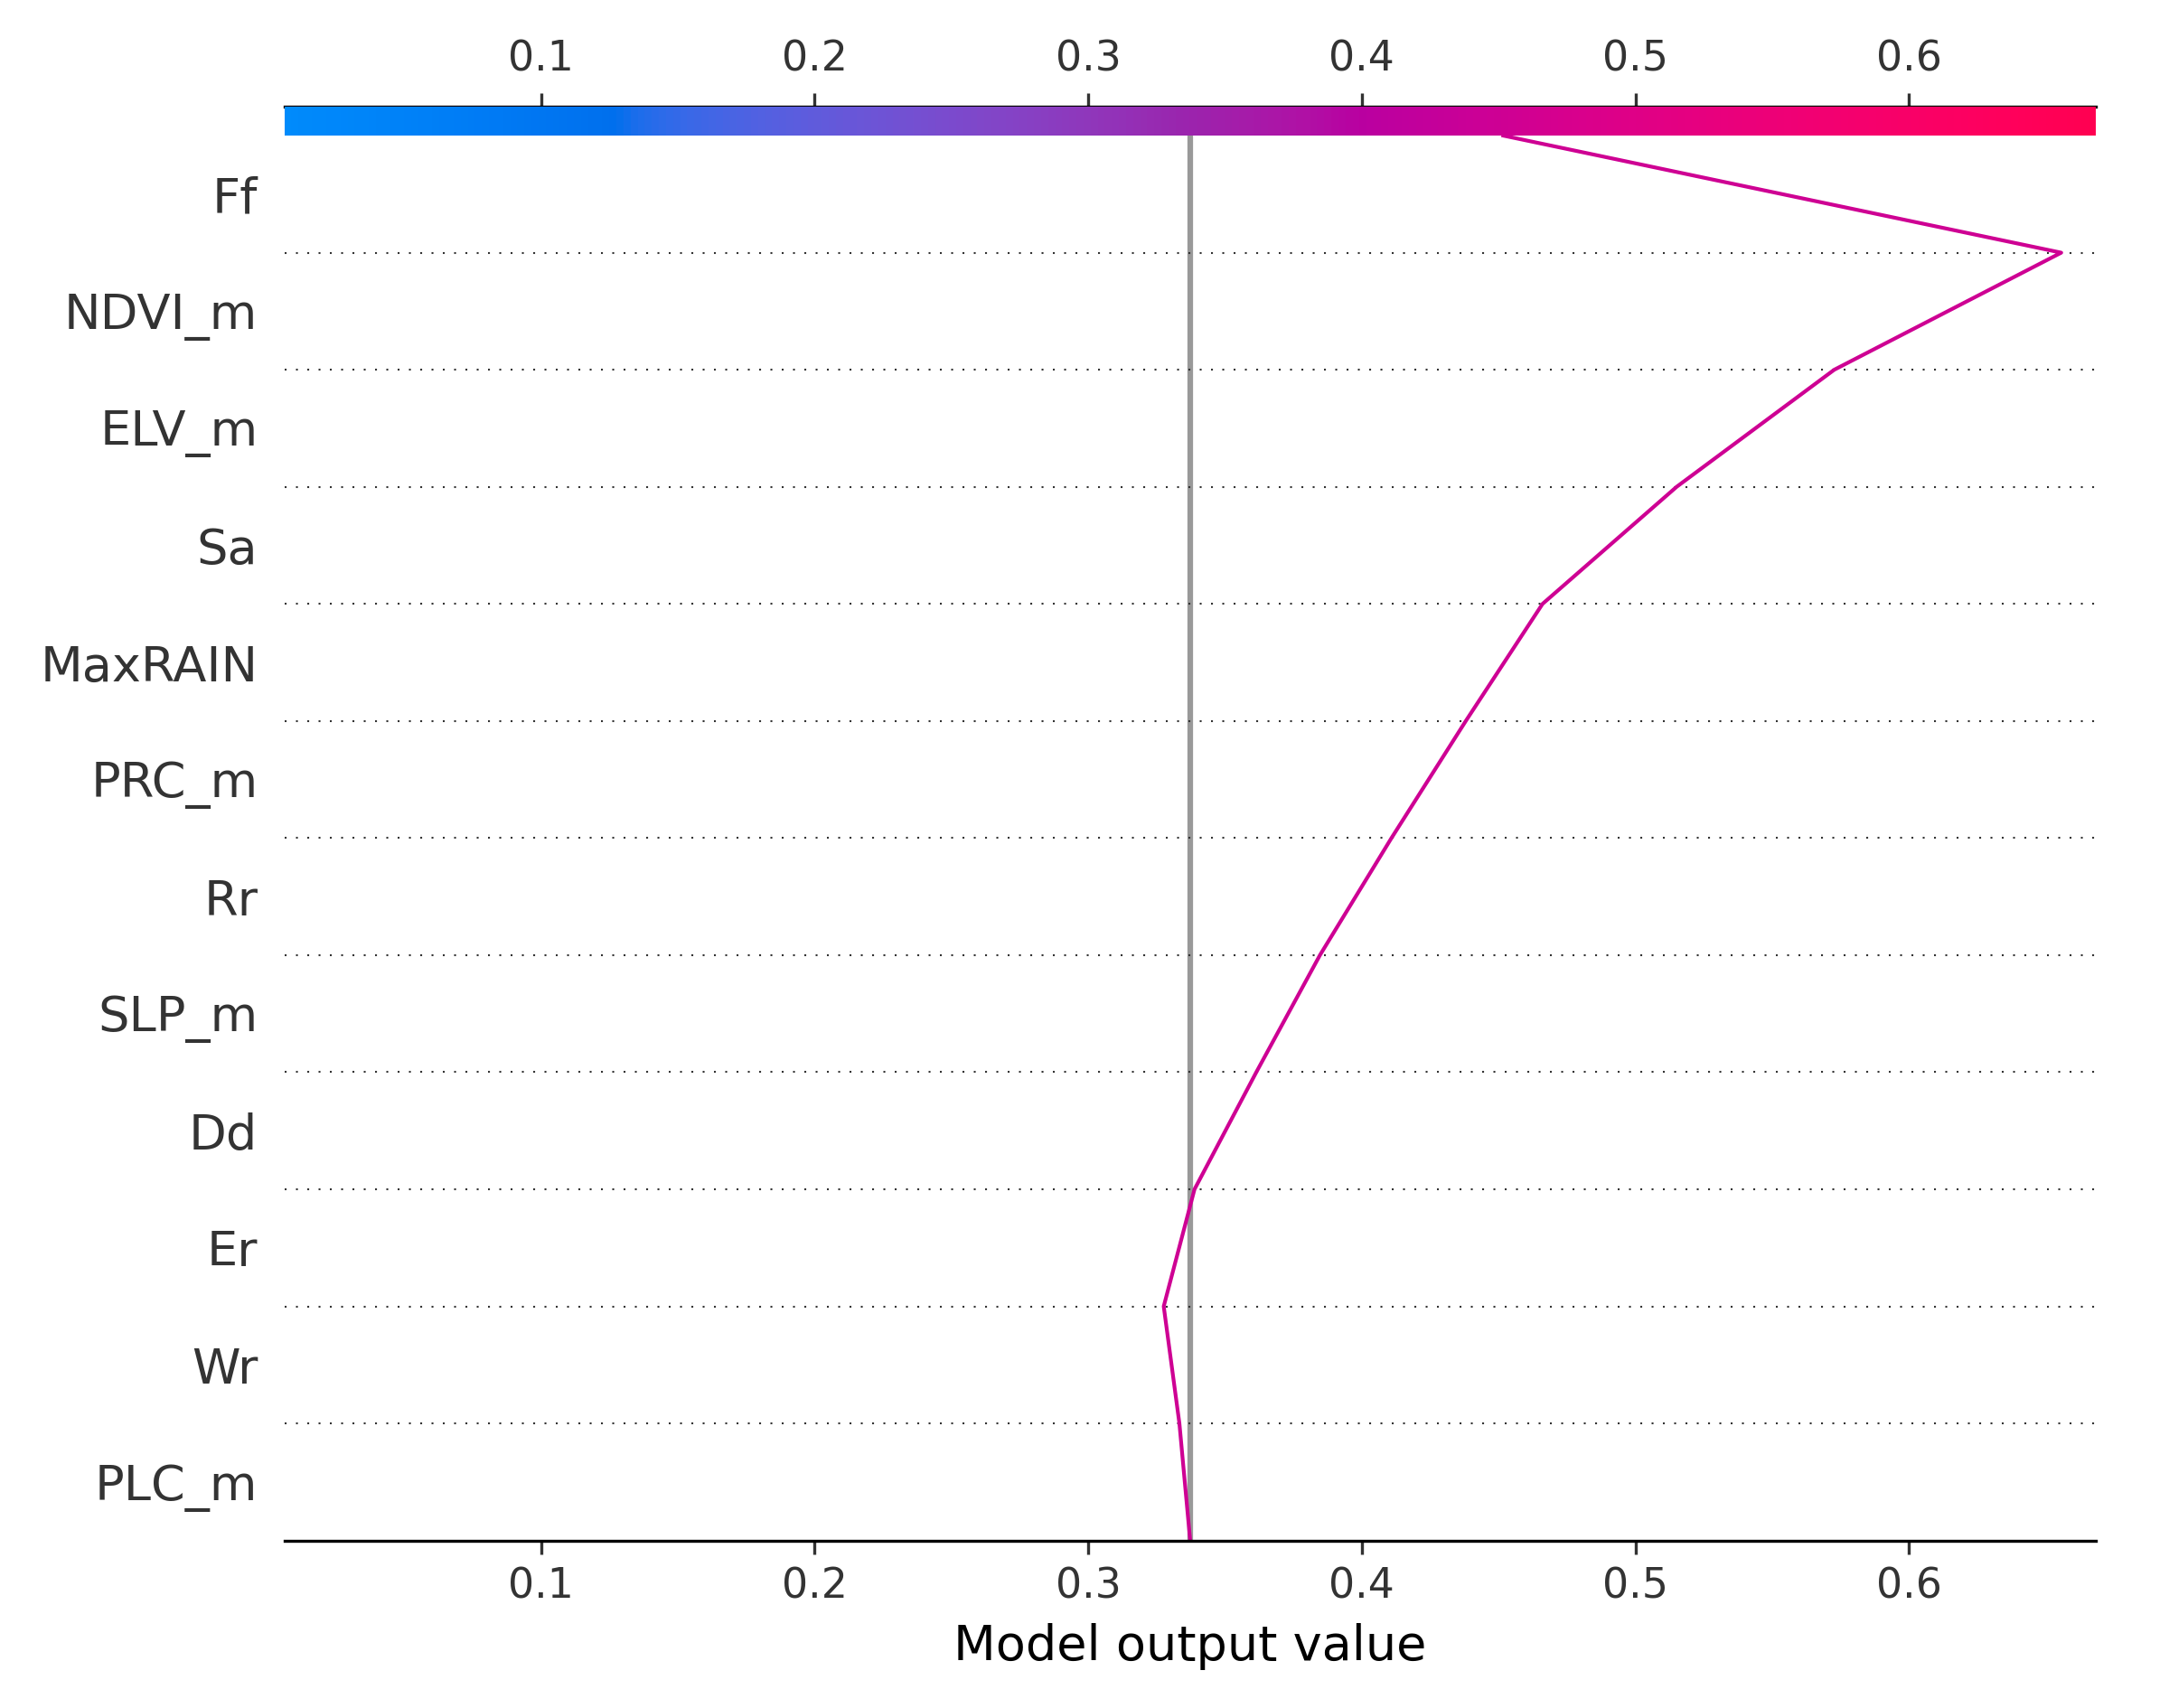 0.1 0.2 0.3 0.4 0.5 0.6
Ff
NDVI_m
ELV_m
Sa
MaxRAIN
PRC_m
Rr
SLP_m
Dd
Er
Wr
PLC_m
0.1 0.2 0.3 0.4 0.5 0.6
Model output value